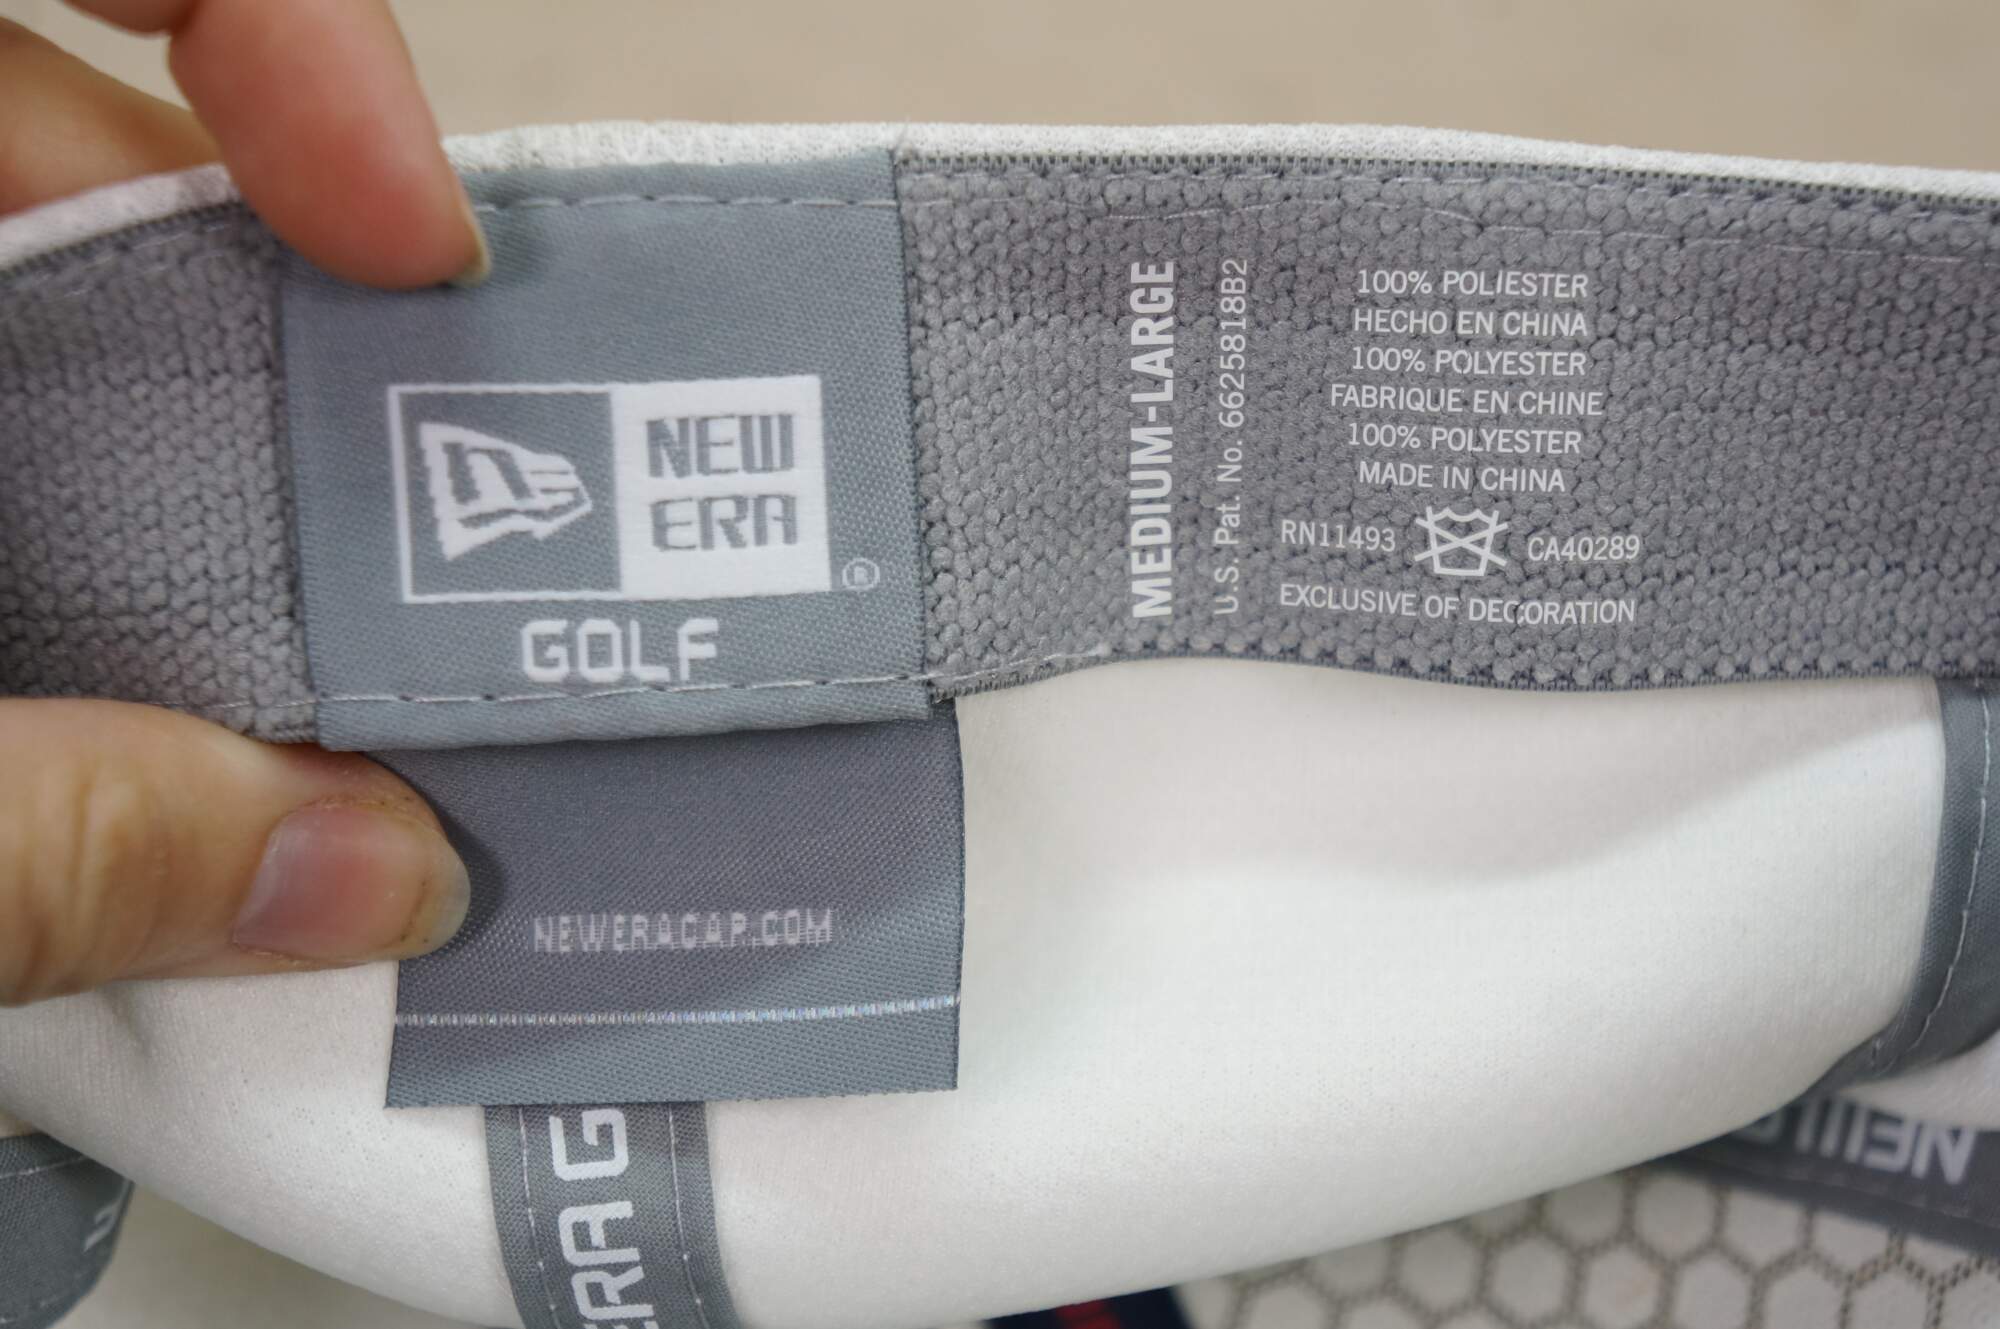 NEW
ERA
®
GOLF
NEWERACAP.COM
MEDIUM-LARGE
U.S. Pat. No. 6625818B2
100% POLIESTER
HECHO EN CHINA
100% POLYESTER
FABRIQUE EN CHINE
100% POLYESTER
MADE IN CHINA
RN11493 CA40289
EXCLUSIVE OF DECORATION
ERA G
NEW